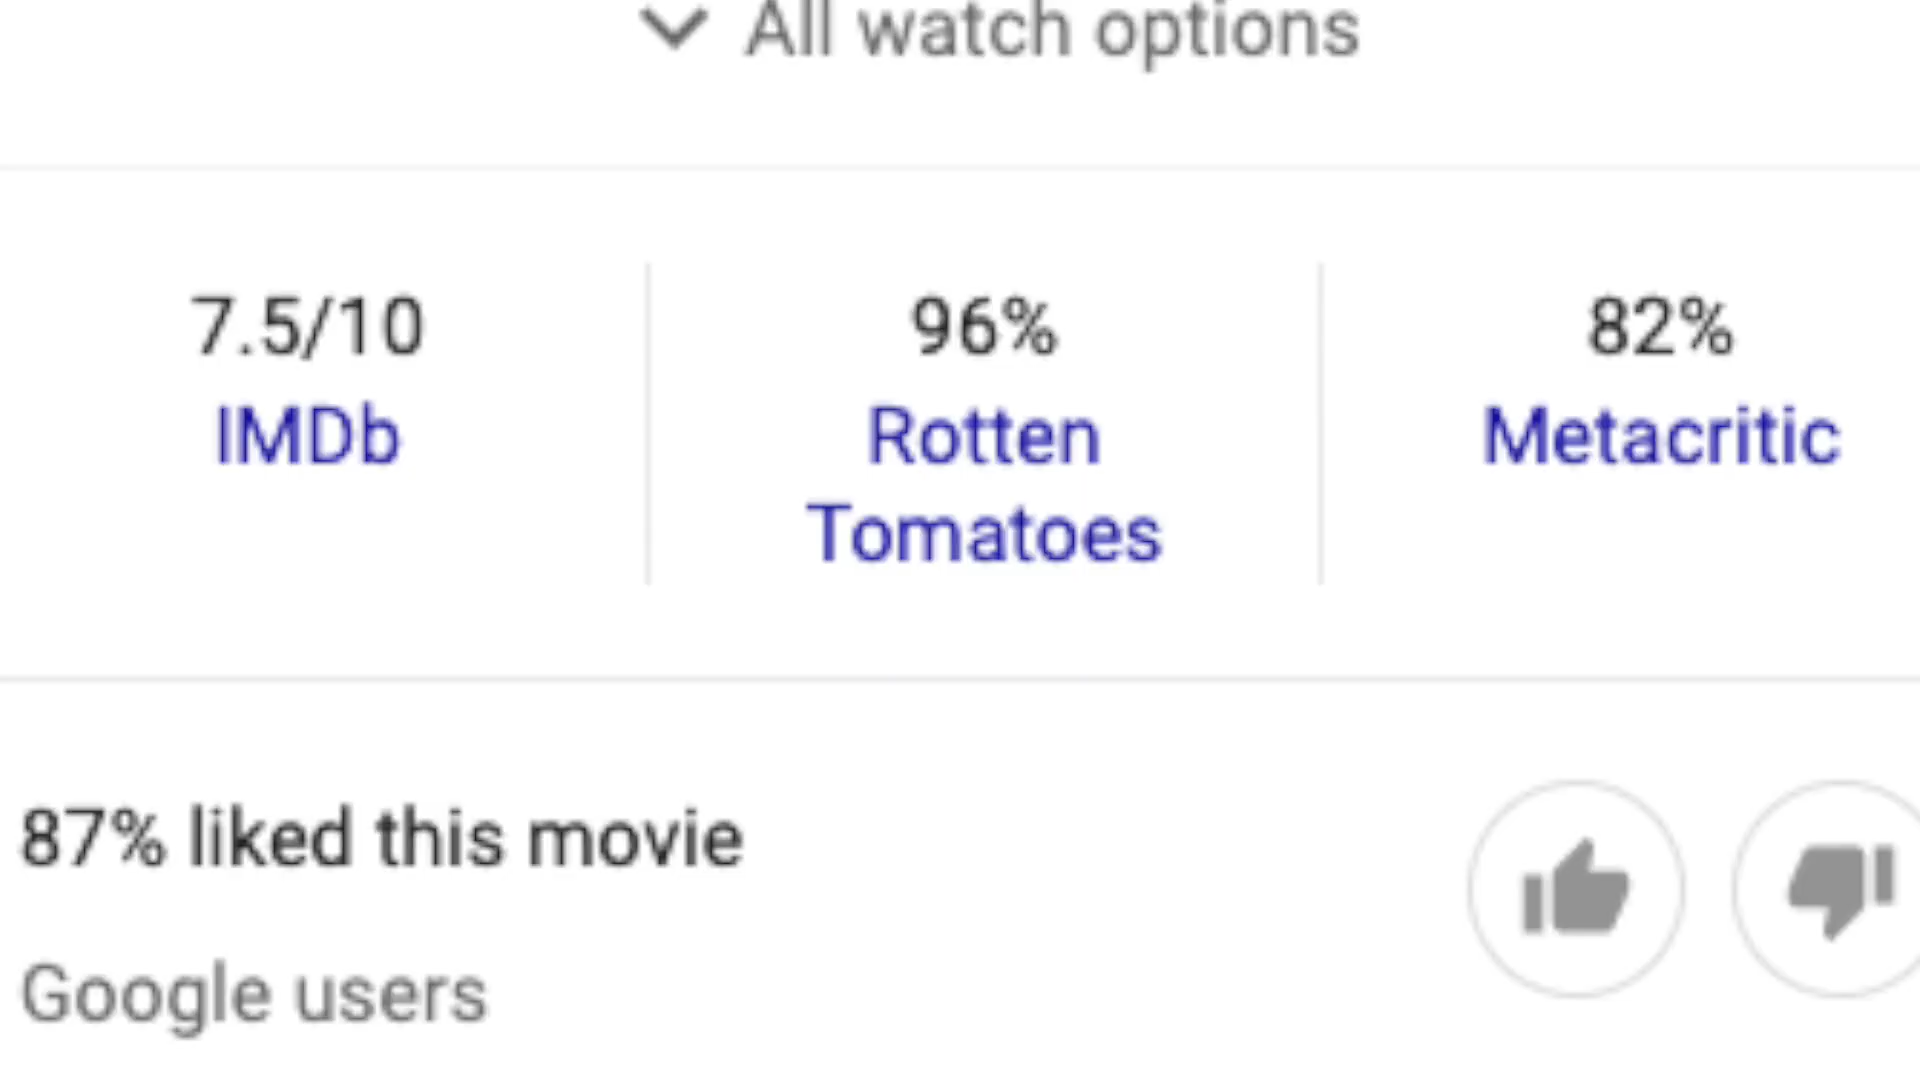 All watch options
7.5/10
IMDb
96%
Rotten
Tomatoes
82%
Metacritic
87% liked this movie
Google users